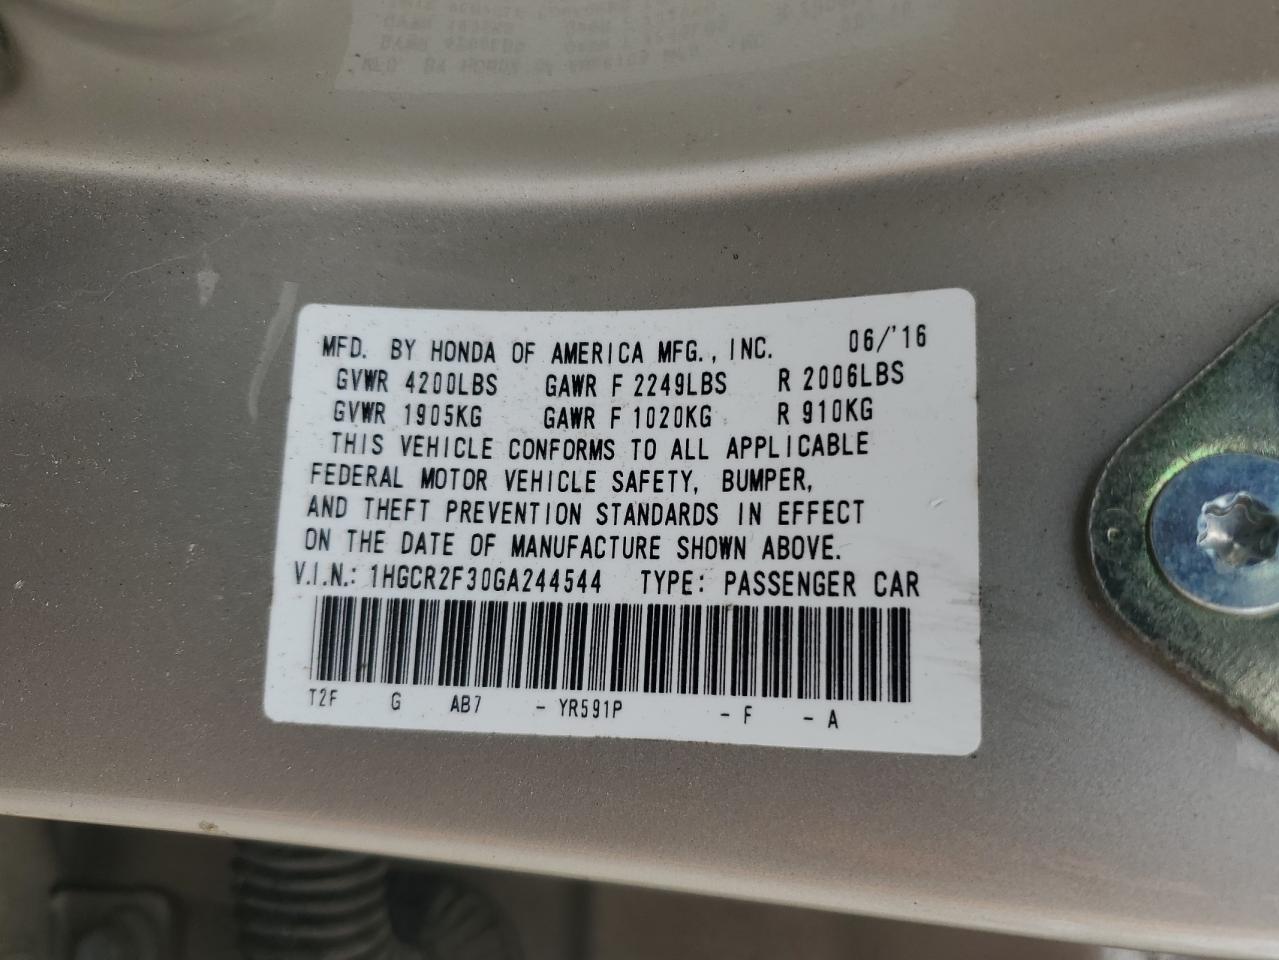 MFD. BY HONDA OF AMERICA MFG., INC. 06/'16
GVWR 4200LBS GAWR F 2249LBS R 2006LBS
GVWR 1905KG GAWR F 1020KG R 910KG
THIS VEHICLE CONFORMS TO ALL APPLICABLE
FEDERAL MOTOR VEHICLE SAFETY, BUMPER,
AND THEFT PREVENTION STANDARDS IN EFFECT
ON THE DATE OF MANUFACTURE SHOWN ABOVE.
V.I.N.: 1HGCR2F30GA244544 TYPE: PASSENGER CAR
T2F G AB7 - YR591P - F - A